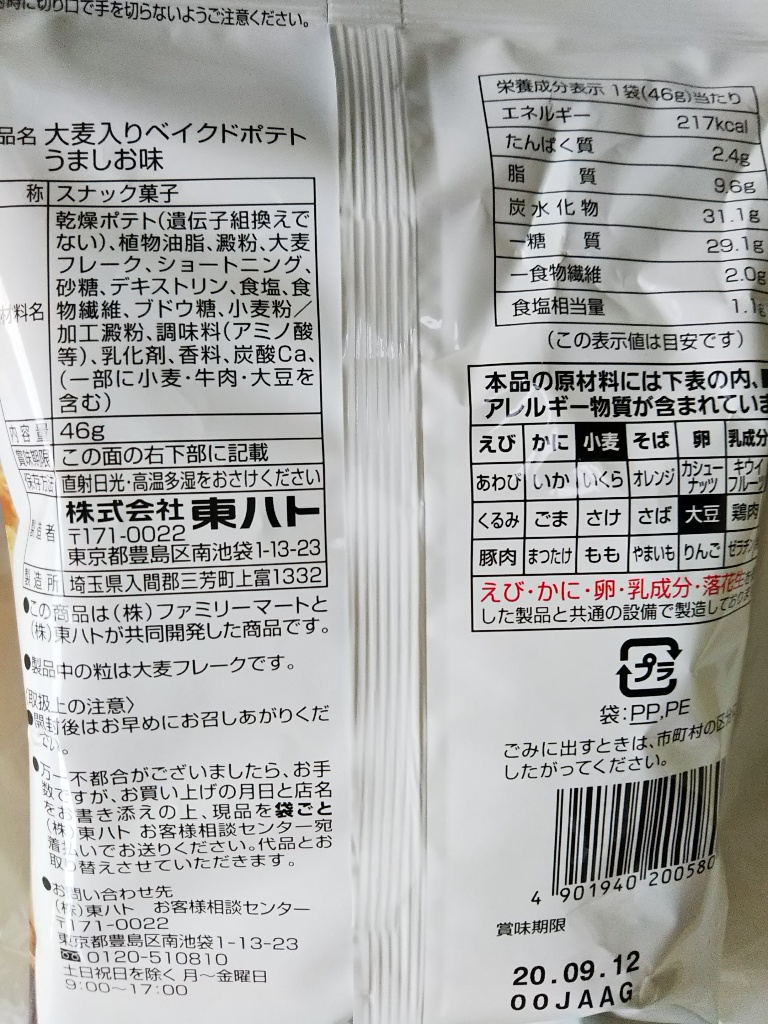 時に切り口で手を切らないようご注意ください。
品名 大麦入りベイクドポテト
うましお味
称 スナック菓子
材料名
乾燥ポテト(遺伝子組換えで
ない)、植物油脂、澱粉、大麦
フレーク、ショートニング、
砂糖、デキストリン、食塩、食
物繊維、ブドウ糖、小麦粉／
加工澱粉、調味料(アミノ酸
等)、乳化剤、香料、炭酸Ca、
(一部に小麦・牛肉・大豆を
含む)
内容量 46g
賞味期限 この面の右下部に記載
保存方法 直射日光・高温多湿をおさけください
製造者 株式会社 東ハト
〒171-0022
東京都豊島区南池袋1-13-23
製造所 埼玉県入間郡三芳町上富1332
●この商品は(株)ファミリーマートと
(株)東ハトが共同開発した商品です。
●製品中の粒は大麦フレークです。
取扱上の注意〉
●開封後はお早めにお召しあがりくだ
さい。
●万一不都合がございましたら、お手
数ですが、お買い上げの月日と店名
をお書き添えの上、現品を袋ごと
(株)東ハト お客様相談センター宛
着払いでお送りください。代品とお
取り替えさせていただきます。
●お問い合わせ先
(株)東ハト お客様相談センター
〒171-0022
東京都豊島区南池袋1-13-23
0120-510810
土日祝日を除く 月～金曜日
9:00～17:00
栄養成分表示 1袋(46g)当たり
エネルギー 217kcal
たんぱく質 2.4g
脂質 9.6g
炭水化物 31.1g
－糖質 29.1g
－食物繊維 2.0g
食塩相当量 1.1g
(この表示値は目安です)
本品の原材料には下表の内、
アレルギー物質が含まれていま
えび かに 小麦 そば 卵 乳成分
あわび いか いくら オレンジ カシューナッツ キウイフルーツ
くるみ ごま さけ さば 大豆 鶏肉
豚肉 まつたけ もも やまいも りんご ゼラチン
えび・かに・卵・乳成分・落花生を
した製品と共通の設備で製造しており
プラ
袋:PP,PE
ごみに出すときは、市町村の区分に
したがってください。
4 901940 200580
賞味期限
20.09.12
00JAAG